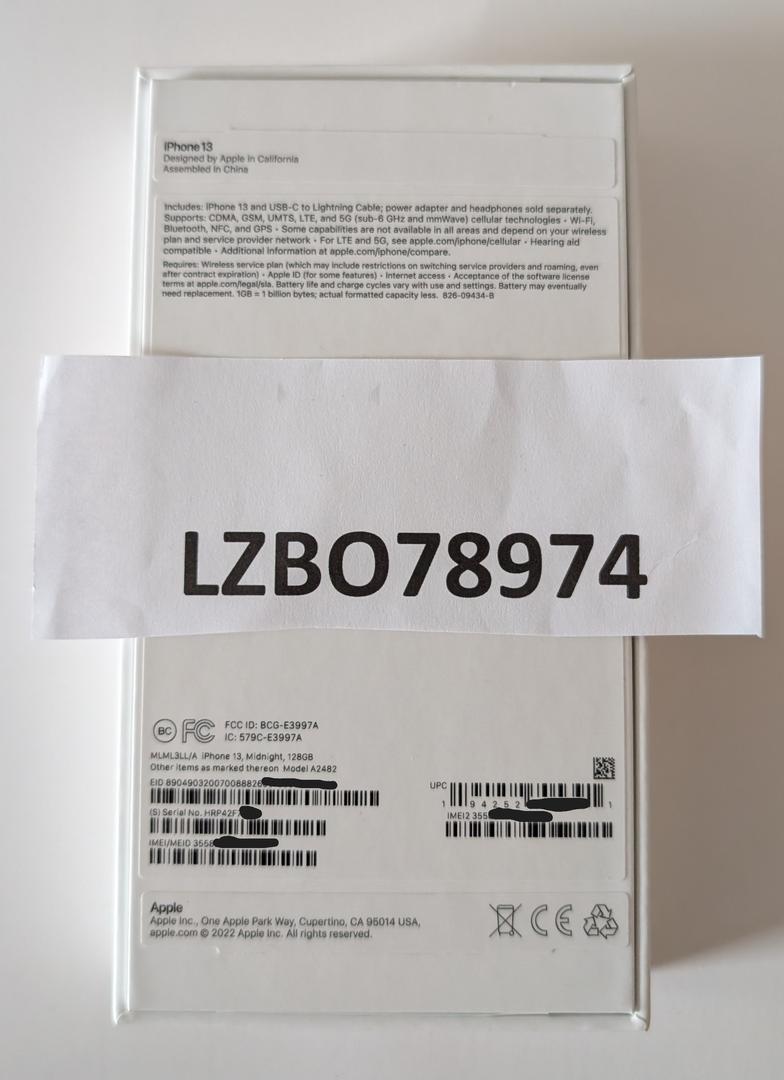 iPhone 13
Designed by Apple in California
Assembled in China
Includes: iPhone 13 and USB-C to Lightning Cable; power adapter and headphones sold separately.
Supports: CDMA, GSM, UMTS, LTE, and 5G (sub-6 GHz and mmWave) cellular technologies • Wi-Fi,
Bluetooth, NFC, and GPS • Some capabilities are not available in all areas and depend on your wireless
plan and service provider network • For LTE and 5G, see apple.com/iphone/cellular • Hearing aid
compatible • Additional information at apple.com/iphone/compare.
Requires: Wireless service plan (which may include restrictions on switching service providers and roaming, even
after contract expiration) • Apple ID (for some features) • Internet access • Acceptance of the software license
terms at apple.com/legal/sla. Battery life and charge cycles vary with use and settings. Battery may eventually
need replacement. 1GB = 1 billion bytes; actual formatted capacity less. 826-09434-B
LZBO78974
BC FC FCC ID: BCG-E3997A
IC: 579C-E3997A
MLML3LL/A iPhone 13, Midnight, 128GB
Other items as marked thereon Model A2482
EID 890490320070088826
(S) Serial No. HRP42F
IMEI/MEID 355
UPC
1 94252 1
IMEI2 355
Apple
Apple Inc., One Apple Park Way, Cupertino, CA 95014 USA,
apple.com © 2022 Apple Inc. All rights reserved.
CE